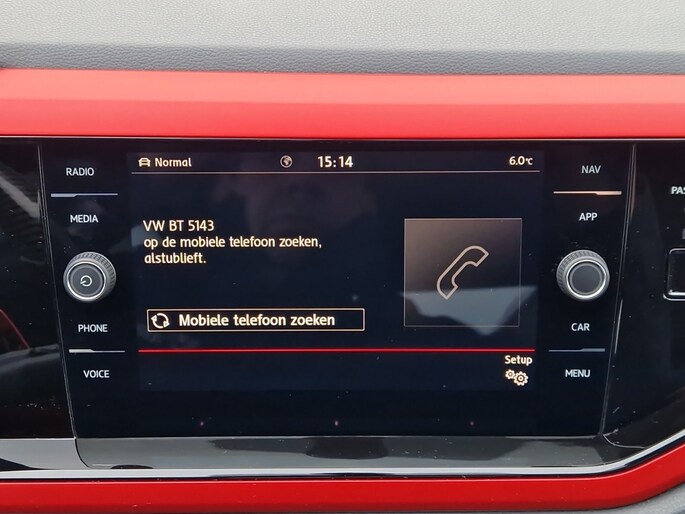 RADIO
MEDIA
PHONE
VOICE
Normal
15:14
6.0°C
VW BT 5143
op de mobiele telefoon zoeken,
alstublieft.
Mobiele telefoon zoeken
Setup
NAV
APP
CAR
MENU